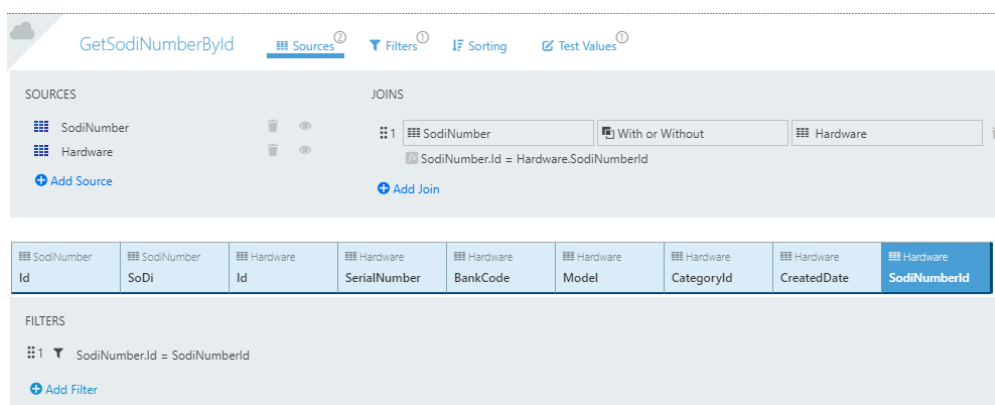 GetSodiNumberById
Sources 2
Filters 1
Sorting
Test Values 1
SOURCES
SodiNumber
Hardware
Add Source
JOINS
1 SodiNumber With or Without Hardware
SodiNumber.Id = Hardware.SodiNumberId
Add Join
SodiNumber SodiNumber Hardware Hardware Hardware Hardware Hardware Hardware Hardware
Id SoDi Id SerialNumber BankCode Model CategoryId CreatedDate SodiNumberId
FILTERS
1 SodiNumber.Id = SodiNumberId
Add Filter